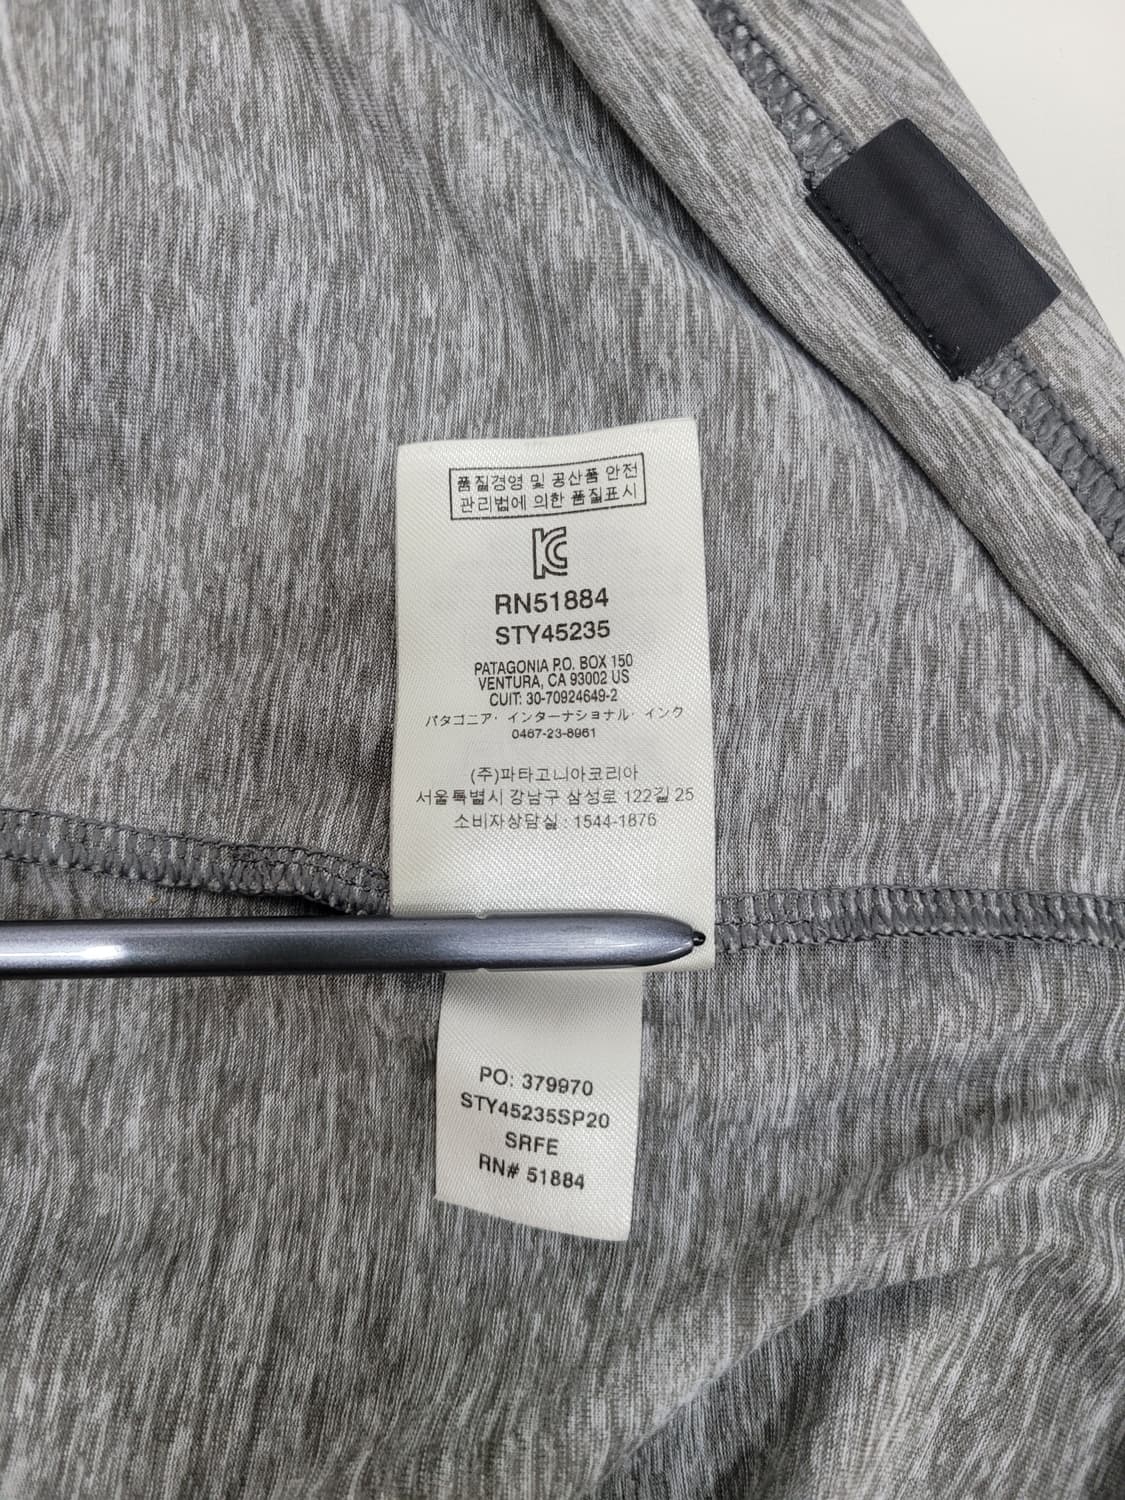 품질경영 및 공산품 안전
관리법에 의한 품질표시
KC
RN51884
STY45235
PATAGONIA P.O. BOX 150
VENTURA, CA 93002 US
CUIT: 30-70924649-2
パタゴニア・インターナショナル・インク
0467-23-8961
(주)파타고니아코리아
서울특별시 강남구 삼성로 122길 25
소비자상담실 : 1544-1876
PO: 379970
STY45235SP20
SRFE
RN# 51884